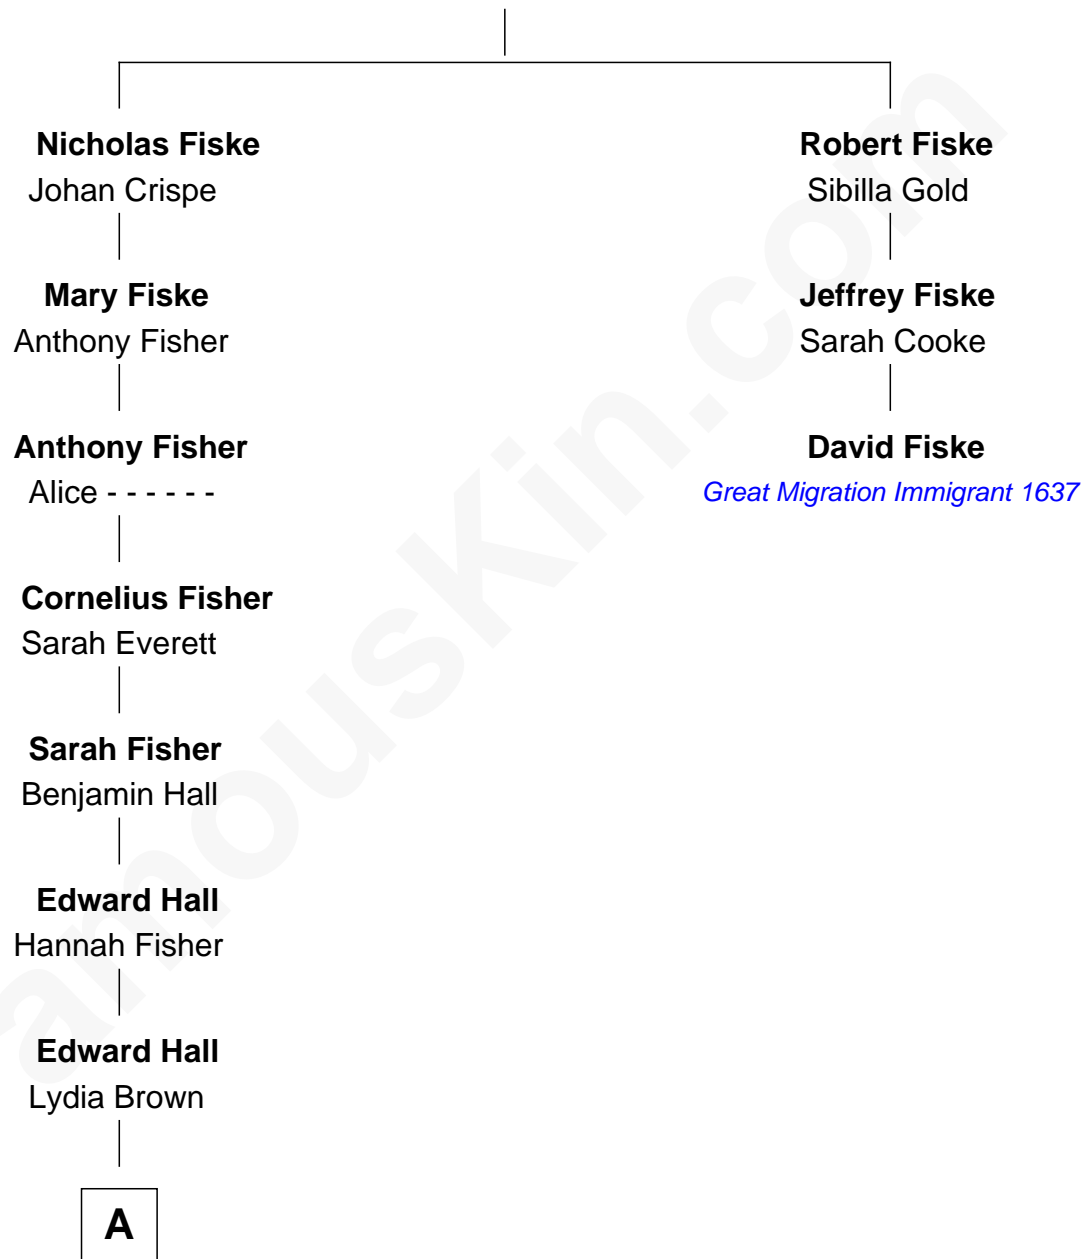 Nicholas Fiske
Johan Crispe
Robert Fiske
Sibilla Gold
Mary Fiske
Anthony Fisher
Jeffrey Fiske
Sarah Cooke
Anthony Fisher
Alice - - - - - -
David Fiske
Great Migration Immigrant 1637
Cornelius Fisher
Sarah Everett
Sarah Fisher
Benjamin Hall
Edward Hall
Hannah Fisher
Edward Hall
Lydia Brown
A
amouskin.com